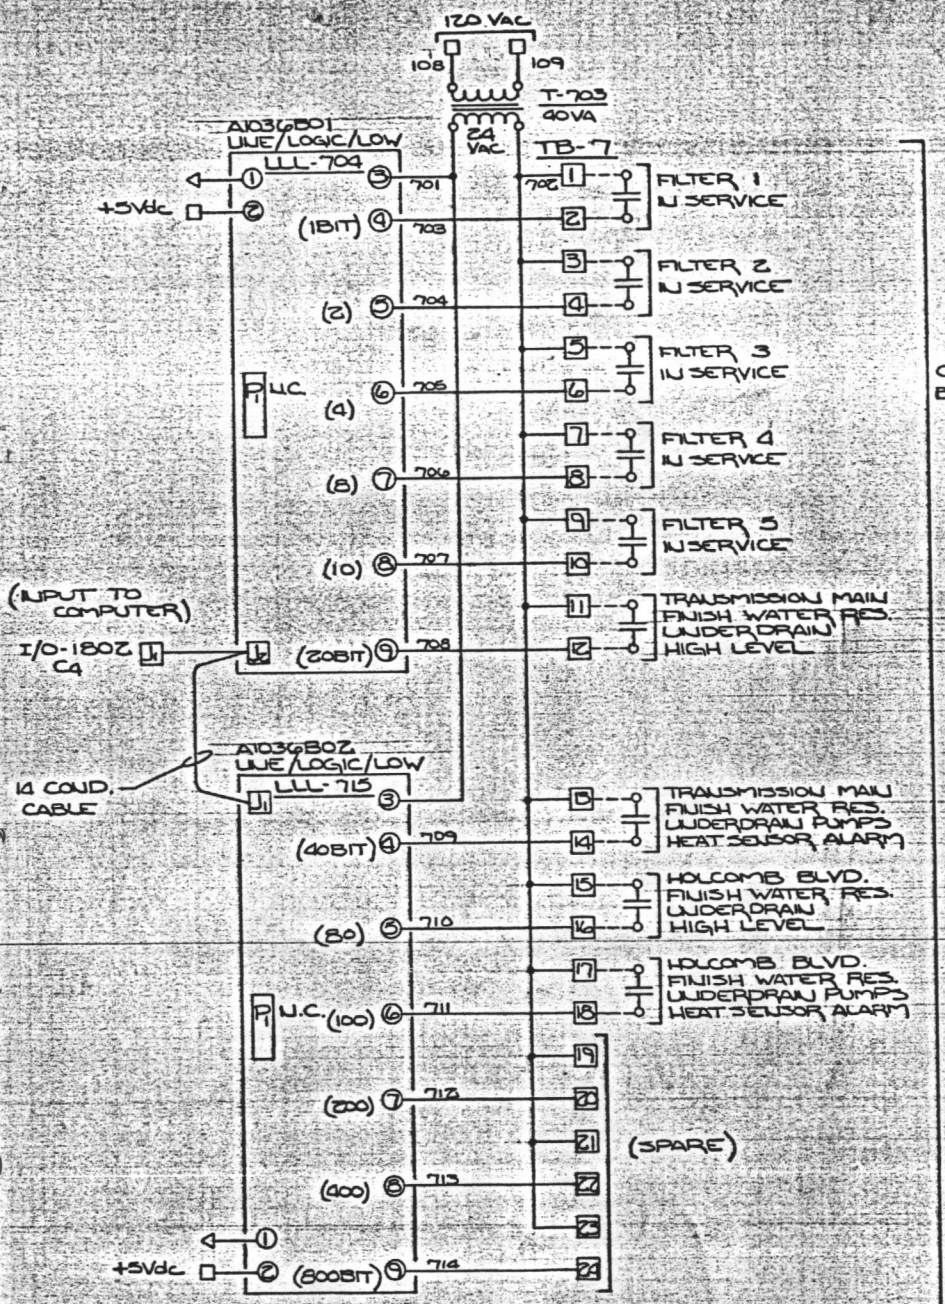 120 VAC
108
109
T-703
40VA
24
VAC
A1036B01
LINE/LOGIC/LOW
LLL-704
TB-7
1
3
701
702
1
FILTER 1
IN SERVICE
+5Vdc
2
(1BIT)
4
703
2
3
FILTER 2
IN SERVICE
(2)
5
704
4
5
FILTER 3
IN SERVICE
P1
N.C.
(4)
6
705
6
7
FILTER 4
IN SERVICE
(8)
7
706
8
9
FILTER 5
IN SERVICE
(10)
8
707
10
(INPUT TO
COMPUTER)
11
TRANSMISSION MAIN
FINISH WATER RES.
UNDERDRAIN
HIGH LEVEL
I/O-1802
C4
J1
J2
(20BIT)
9
708
12
A1036B02
LINE/LOGIC/LOW
LLL-715
14 COND.
CABLE
J1
3
13
TRANSMISSION MAIN
FINISH WATER RES.
UNDERDRAIN PUMPS
HEAT SENSOR ALARM
(40BIT)
4
709
14
15
HOLCOMB BLVD.
FINISH WATER RES.
UNDERDRAIN
HIGH LEVEL
(80)
5
710
16
17
HOLCOMB BLVD.
FINISH WATER RES.
UNDERDRAIN PUMPS
HEAT SENSOR ALARM
P1
N.C.
(100)
6
711
18
19
(200)
7
712
20
21
(SPARE)
(400)
8
713
22
1
23
+5Vdc
2
(800BIT)
9
714
24